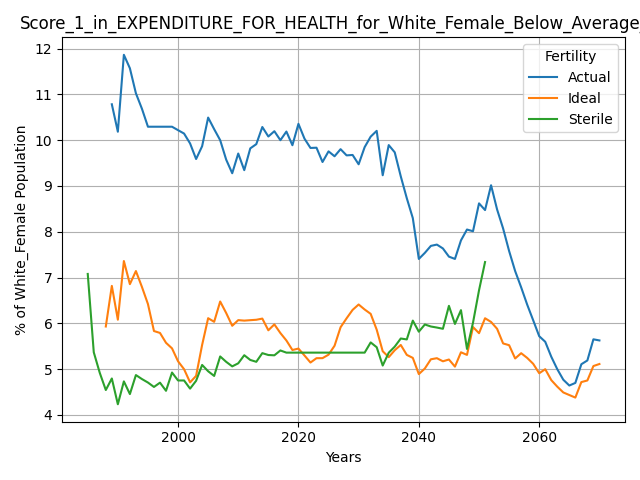 Score_1_in_EXPENDITURE_FOR_HEALTH_for_White_Female_Below_Average_
Fertility
Actual
Ideal
Sterile
% of White_Female Population
12
11
10
9
8
7
6
5
4
2000 2020 2040 2060
Years